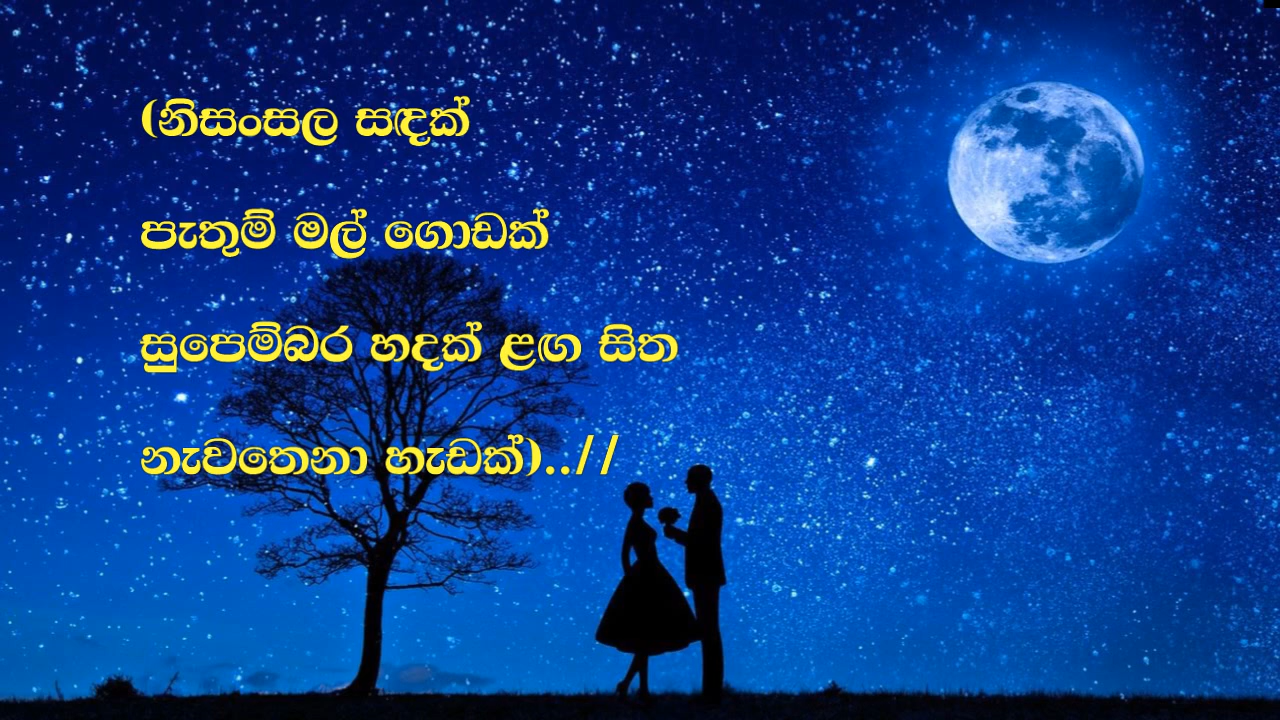 (නිසංසල සඳක්
පැතුම් මල් ගොඩක්
සුපෙම්බර හදක් ළඟ සිත
නැවතෙනා හැඩක්)..//